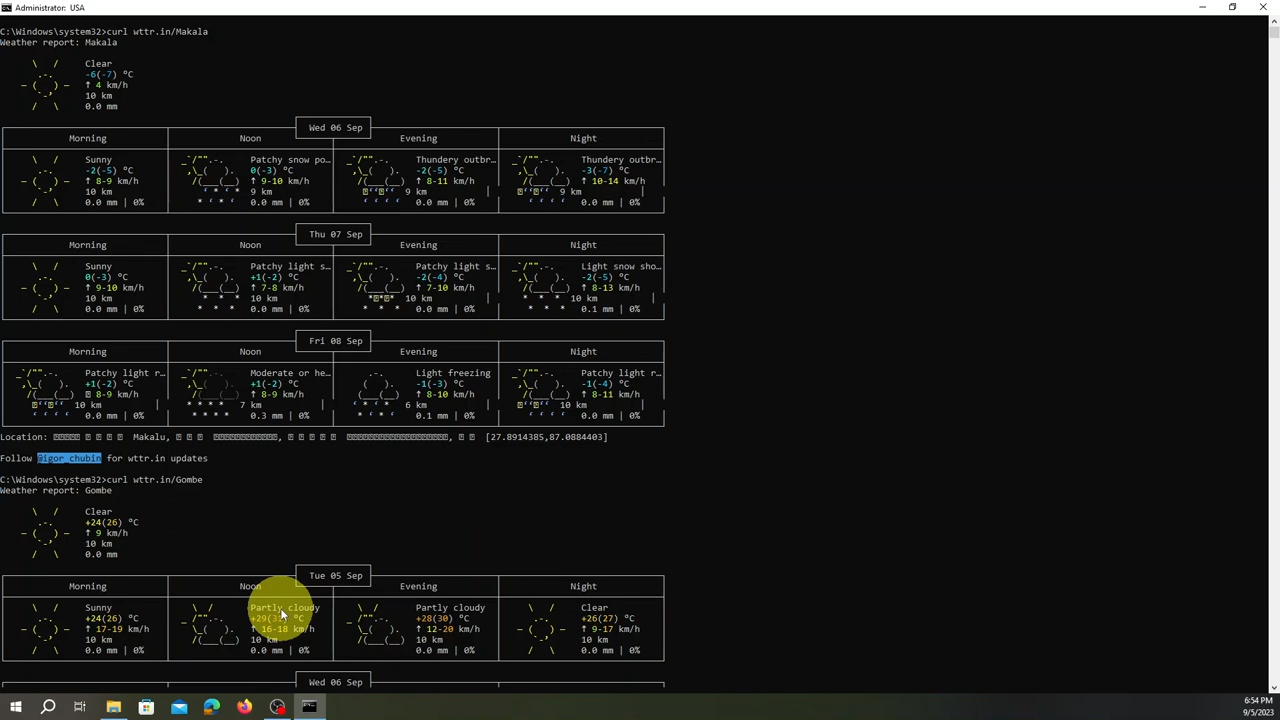 Administrator: USA
C:\Windows\system32>curl wttr.in/Makala
Weather report: Makala
Clear
-6(-7) °C
↑ 4 km/h
10 km
0.0 mm
Wed 06 Sep
Morning Noon Evening Night
Sunny Patchy snow po… Thundery outbr… Thundery outbr…
-2(-5) °C 0(-3) °C -2(-5) °C -3(-7) °C
↑ 8-9 km/h ↑ 9-10 km/h ↑ 8-11 km/h ↑ 10-14 km/h
10 km 9 km 9 km 9 km
0.0 mm | 0% 0.0 mm | 0% 0.0 mm | 0% 0.0 mm | 0%
Thu 07 Sep
Morning Noon Evening Night
Sunny Patchy light s… Patchy light s… Light snow sho…
0(-3) °C +1(-2) °C -2(-4) °C -2(-5) °C
↑ 9-10 km/h ↑ 7-8 km/h ↑ 7-10 km/h ↑ 8-13 km/h
10 km 10 km 10 km 10 km
0.0 mm | 0% 0.0 mm | 0% 0.0 mm | 0% 0.1 mm | 0%
Fri 08 Sep
Morning Noon Evening Night
Patchy light r… Moderate or he… Light freezing Patchy light r…
+1(-2) °C +1(-2) °C -1(-3) °C -1(-4) °C
8-9 km/h ↑ 8-9 km/h ↑ 8-10 km/h ↑ 8-11 km/h
10 km 7 km 6 km 10 km
0.0 mm | 0% 0.3 mm | 0% 0.1 mm | 0% 0.0 mm | 0%
Location: Makalu, [27.8914385,87.0884403]
Follow @igor_chubin for wttr.in updates
C:\Windows\system32>curl wttr.in/Gombe
Weather report: Gombe
Clear
+24(26) °C
↑ 9 km/h
10 km
0.0 mm
Tue 05 Sep
Morning Noon Evening Night
Sunny Partly cloudy Partly cloudy Clear
+24(26) °C °C +28(30) °C +26(27) °C
↑ 17-19 km/h ↑ 16-18 km/h ↑ 12-20 km/h ↑ 9-17 km/h
10 km 10 km 10 km 10 km
0.0 mm | 0% 0.0 mm | 0% 0.0 mm | 0% 0.0 mm | 0%
Wed 06 Sep
6:54 PM
9/5/2023